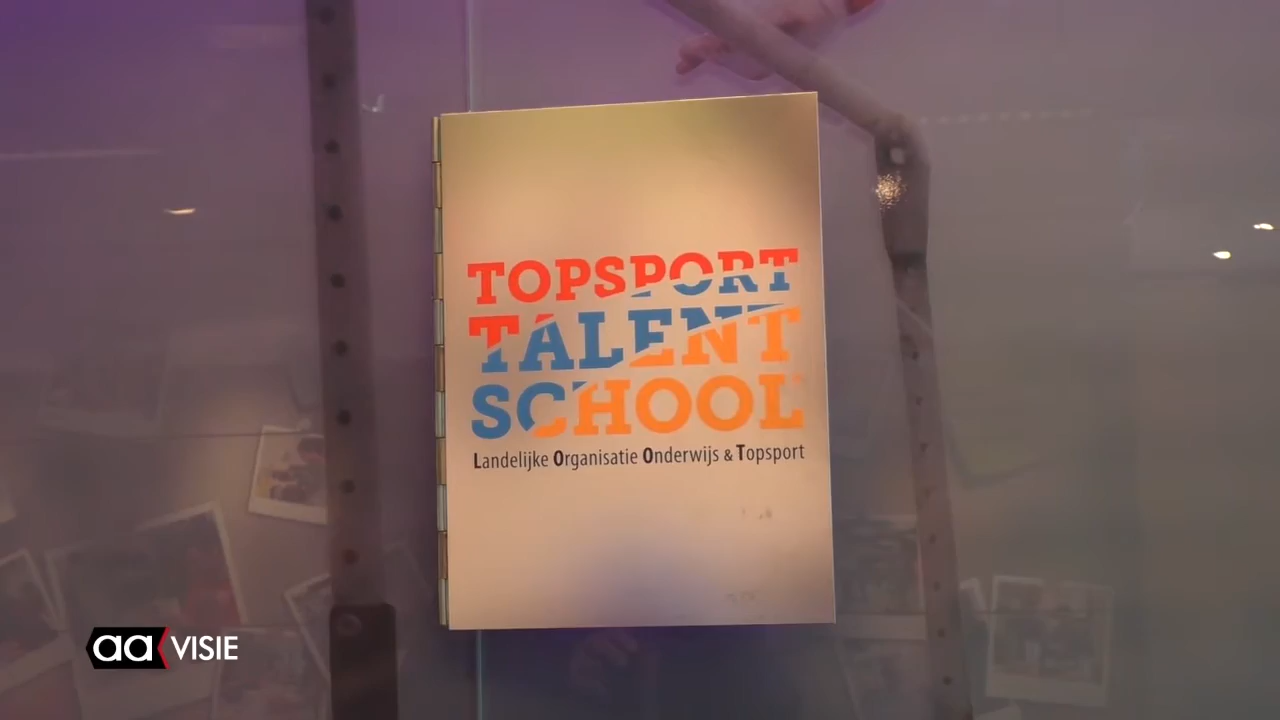 TOPSPORT
TALENT
SCHOOL
Landelijke Organisatie Onderwijs & Topsport
aa VISIE